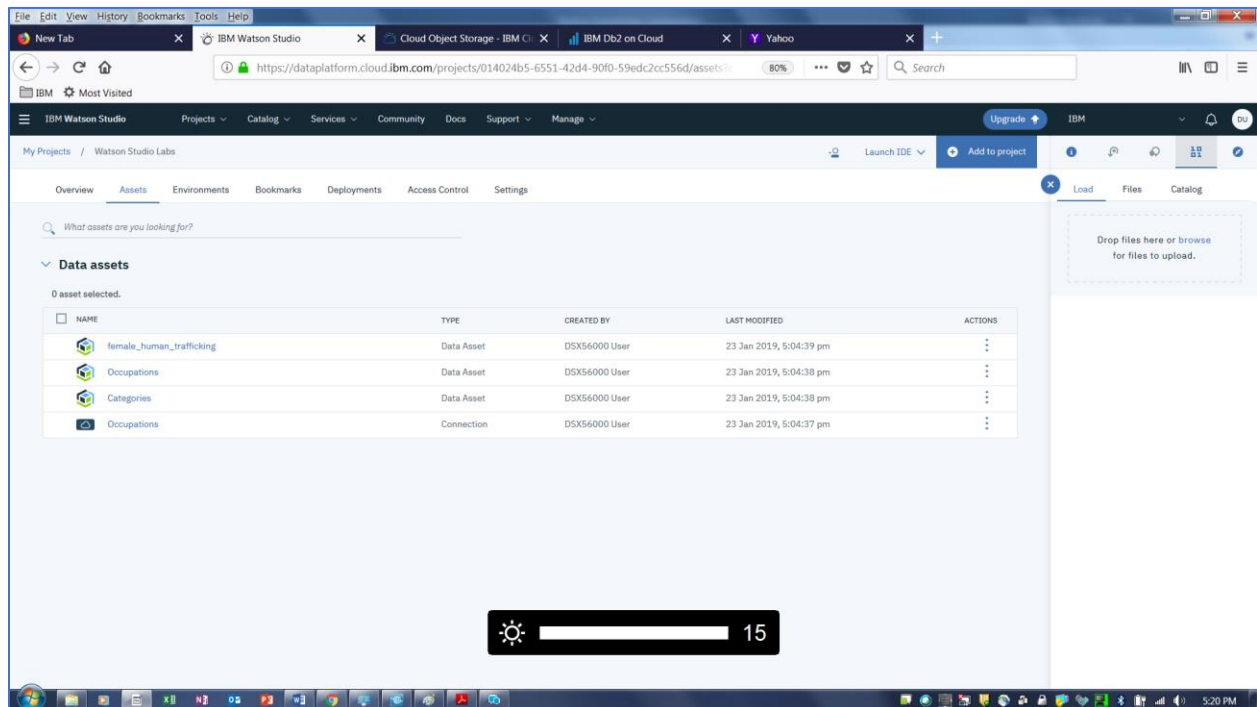 File Edit View History Bookmarks Tools Help
New Tab IBM Watson Studio Cloud Object Storage - IBM Cl IBM Db2 on Cloud Yahoo
https://dataplatform.cloud.ibm.com/projects/014024b5-6551-42d4-90f0-59edc2cc556d/assets 80% Search
IBM Most Visited
IBM Watson Studio Projects Catalog Services Community Docs Support Manage Upgrade IBM DU
My Projects / Watson Studio Labs Launch IDE Add to project
Overview Assets Environments Bookmarks Deployments Access Control Settings Load Files Catalog
What assets are you looking for?
Drop files here or browse
for files to upload.
Data assets
0 asset selected.
NAME TYPE CREATED BY LAST MODIFIED ACTIONS
female_human_trafficking Data Asset DSX56000 User 23 Jan 2019, 5:04:39 pm
Occupations Data Asset DSX56000 User 23 Jan 2019, 5:04:38 pm
Categories Data Asset DSX56000 User 23 Jan 2019, 5:04:38 pm
Occupations Connection DSX56000 User 23 Jan 2019, 5:04:37 pm
15
5:20 PM